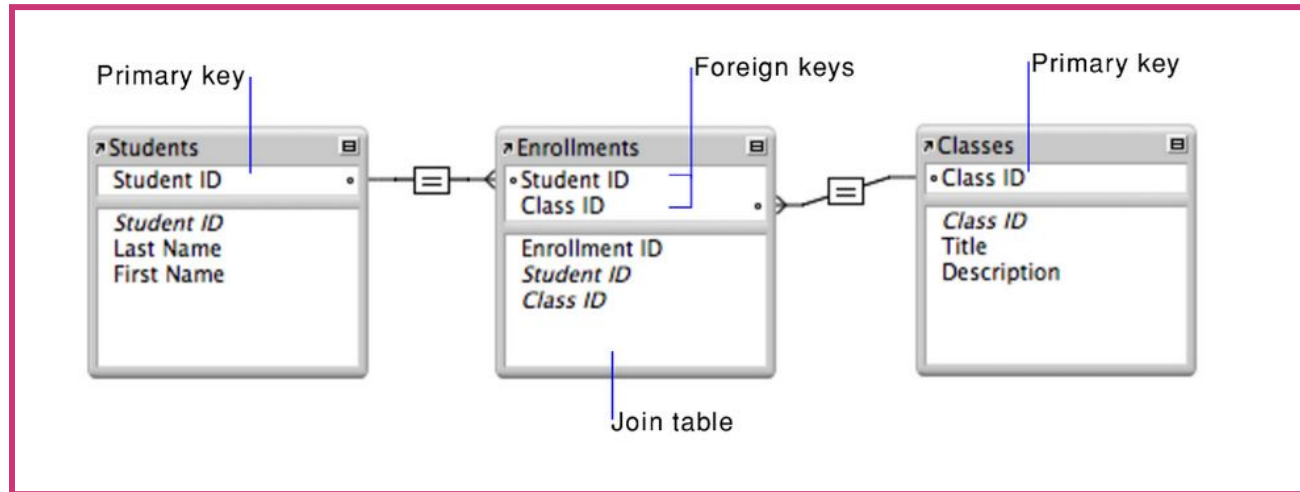 Primary key
Foreign keys
Primary key
Students
Student ID
Student ID
Last Name
First Name
Enrollments
Student ID
Class ID
Enrollment ID
Student ID
Class ID
Classes
Class ID
Class ID
Title
Description
=
=
Join table